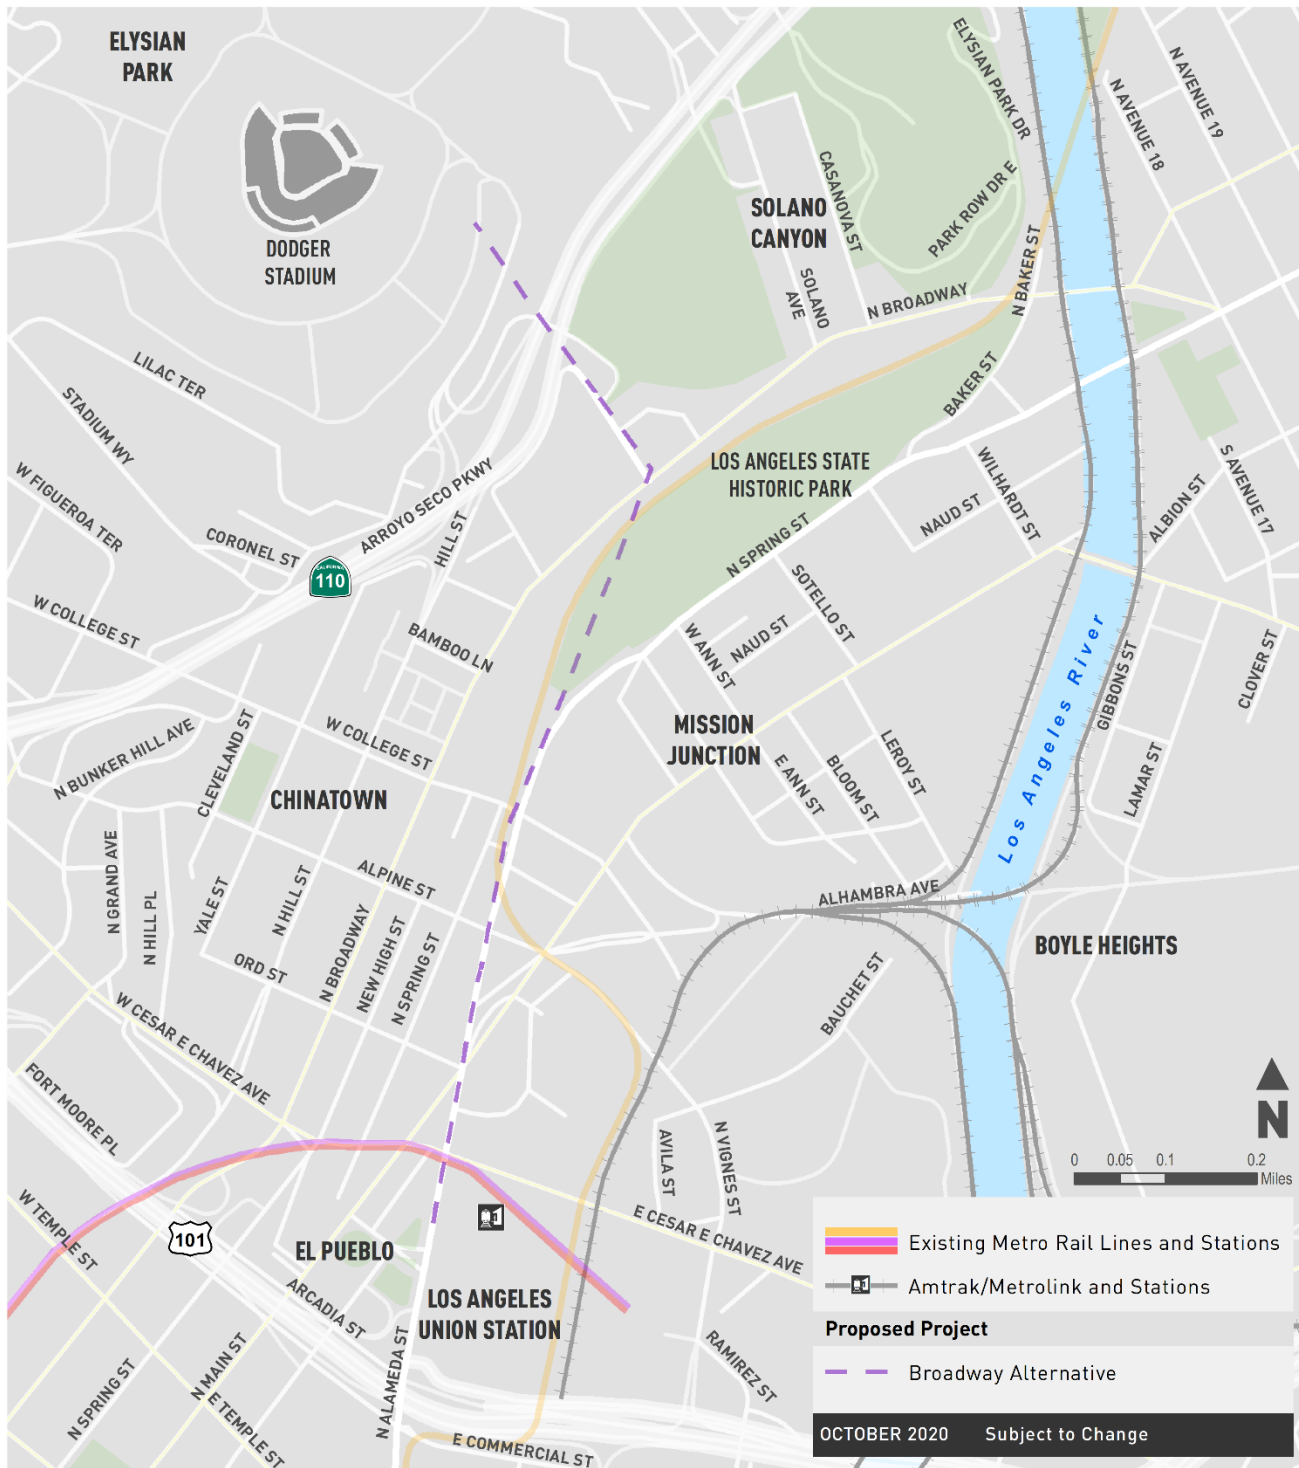 ELYSIAN
PARK
DODGER
STADIUM
SOLANO
CANYON
ELYSIAN PARK DR
N AVENUE 19
N AVENUE 18
CASANOVA ST
PARK ROW DR E
SOLANO
AVE
N BROADWAY
N BAKER ST
BAKER ST
LILAC TER
STADIUM WY
W FIGUEROA TER
CORONEL ST
ARROYO SECO PKWY
HILL ST
CALIFORNIA
110
LOS ANGELES STATE
HISTORIC PARK
WILHARDT ST
NAUD ST
S AVENUE 17
ALBION ST
N SPRING ST
SOTELLO ST
W COLLEGE ST
BAMBOO LN
W ANN ST
NAUD ST
CLOVER ST
GIBBONS ST
Los Angeles River
MISSION
JUNCTION
N BUNKER HILL AVE
CLEVELAND ST
W COLLEGE ST
CHINATOWN
E ANN ST
BLOOM ST
LEROY ST
LAMAR ST
N GRAND AVE
N HILL PL
YALE ST
N HILL ST
ALPINE ST
ALHAMBRA AVE
BOYLE HEIGHTS
ORD ST
N BROADWAY
NEW HIGH ST
N SPRING ST
BAUCHET ST
W CESAR E CHAVEZ AVE
FORT MOORE PL
AVILA ST
N VIGNES ST
N
0 0.05 0.1 0.2
Miles
W TEMPLE ST
101
EL PUEBLO
E CESAR E CHAVEZ AVE
ARCADIA ST
LOS ANGELES
UNION STATION
N SPRING ST
N MAIN ST
E TEMPLE ST
N ALAMEDA ST
E COMMERCIAL ST
RAMIREZ ST
Existing Metro Rail Lines and Stations
Amtrak/Metrolink and Stations
Proposed Project
Broadway Alternative
OCTOBER 2020 Subject to Change